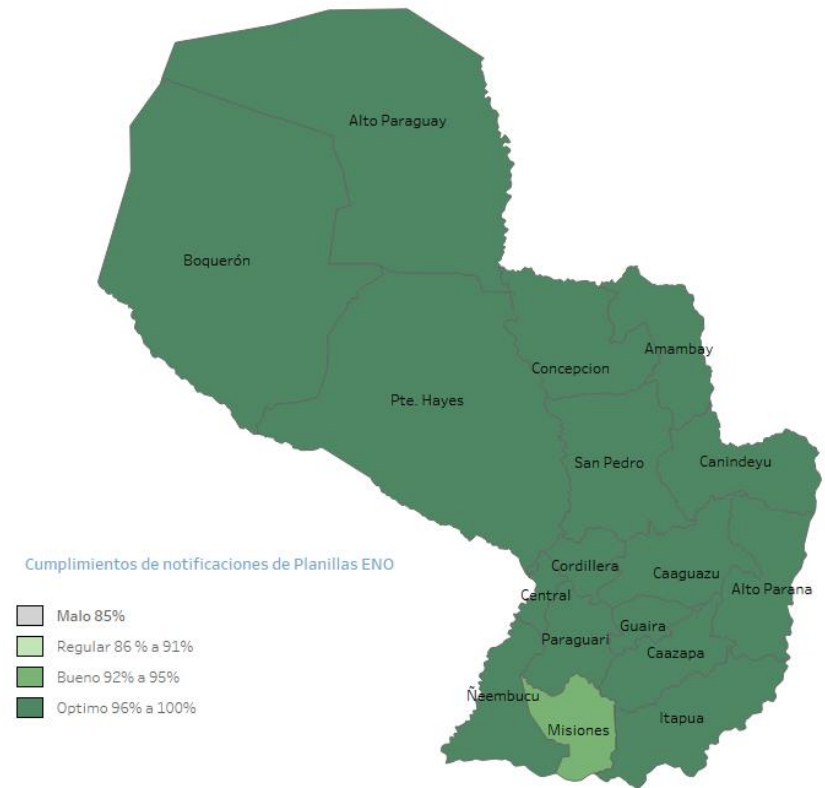 Alto Paraguay
Boquerón
Amambay
Concepcion
Pte. Hayes
San Pedro
Canindeyu
Cumplimientos de notificaciones de Planillas ENO
Cordillera
Caaguazu
Central
Alto Parana
Malo 85%
Guaira
Paraguari
Regular 86 % a 91%
Caazapa
Bueno 92% a 95%
Ñeembucu
Optimo 96% a 100%
Itapua
Misiones